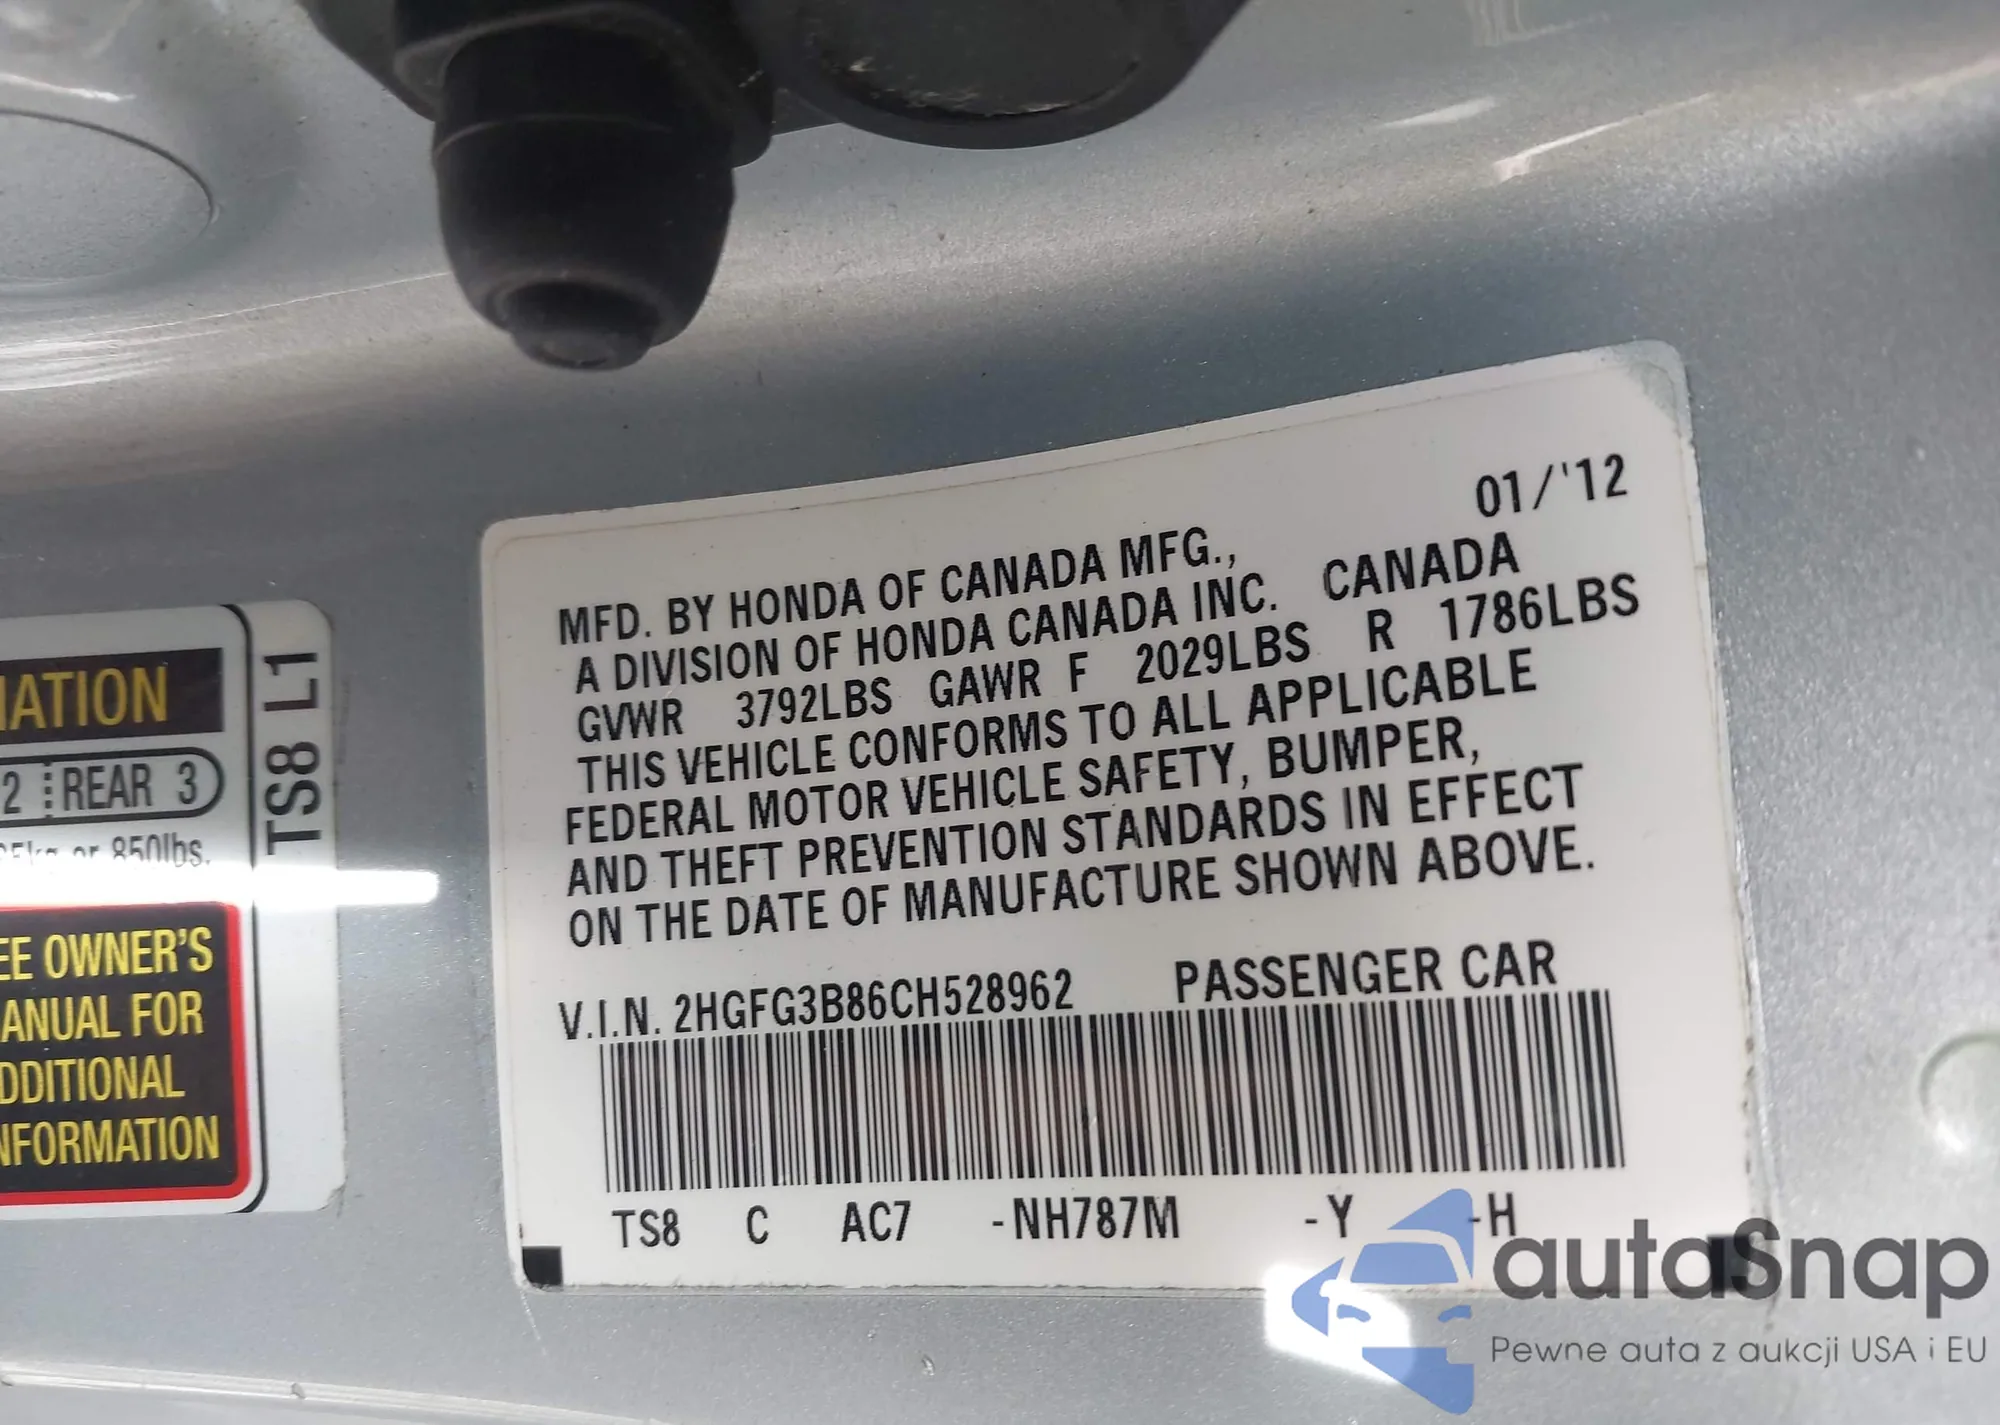 01/'12
MFD. BY HONDA OF CANADA MFG.,
A DIVISION OF HONDA CANADA INC. CANADA
GVWR 3792LBS GAWR F 2029LBS R 1786LBS
THIS VEHICLE CONFORMS TO ALL APPLICABLE
FEDERAL MOTOR VEHICLE SAFETY, BUMPER,
AND THEFT PREVENTION STANDARDS IN EFFECT
ON THE DATE OF MANUFACTURE SHOWN ABOVE.
V.I.N. 2HGFG3B86CH528962 PASSENGER CAR
TS8 C AC7 -NH787M -Y -H
MATION
2 REAR 3
or 850lbs.
EE OWNER'S
ANUAL FOR
DDITIONAL
NFORMATION
TS8 L1
autaSnap
Pewne auta z aukcji USA i EU